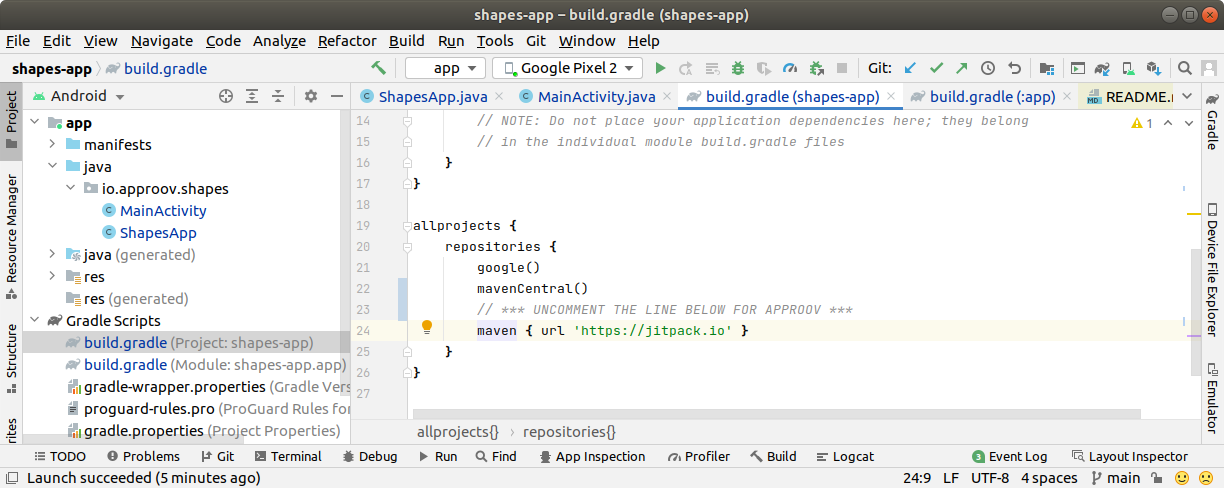 shapes-app – build.gradle (shapes-app)
File Edit View Navigate Code Analyze Refactor Build Run Tools Git Window Help
shapes-app build.gradle app Google Pixel 2 Git:
Project
Resource Manager
Structure
Android
app
manifests
java
io.approov.shapes
MainActivity
ShapesApp
java (generated)
res
res (generated)
Gradle Scripts
build.gradle (Project: shapes-app)
build.gradle (Module: shapes-app.app)
gradle-wrapper.properties (Gradle Vers
proguard-rules.pro (ProGuard Rules for
gradle.properties (Project Properties)
ShapesApp.java MainActivity.java build.gradle (shapes-app) build.gradle (:app) README.
14 // NOTE: Do not place your application dependencies here; they belong
15 // in the individual module build.gradle files
16 }
17 }
18
19 allprojects {
20 repositories {
21 google()
22 mavenCentral()
23 // *** UNCOMMENT THE LINE BELOW FOR APPROOV ***
24 maven { url 'https://jitpack.io' }
25 }
26 }
27
1
allprojects{} › repositories{}
Gradle
Device File Explorer
Emulator
TODO Problems Git Terminal Debug Run Find App Inspection Profiler Build Logcat 3 Event Log Layout Inspector
Launch succeeded (5 minutes ago) 24:9 LF UTF-8 4 spaces main